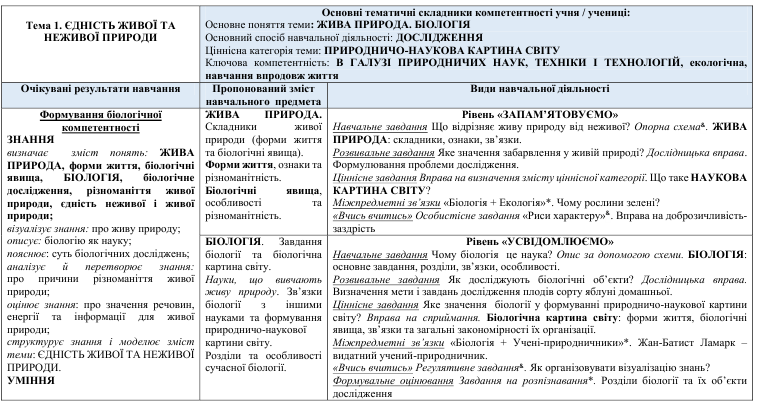 Тема 1. ЄДНІСТЬ ЖИВОЇ ТА
НЕЖИВОЇ ПРИРОДИ
Основні тематичні складники компетентності учня / учениці:
Основне поняття теми: ЖИВА ПРИРОДА. БІОЛОГІЯ
Основний спосіб навчальної діяльності: ДОСЛІДЖЕННЯ
Ціннісна категорія теми: ПРИРОДНИЧО-НАУКОВА КАРТИНА СВІТУ
Ключова компетентність: В ГАЛУЗІ ПРИРОДНИЧИХ НАУК, ТЕХНІКИ І ТЕХНОЛОГІЙ, екологічна,
навчання впродовж життя
Очікувані результати навчання
Пропонований зміст
навчального предмета
Види навчальної діяльності
Формування біологічної
компетентності
ЗНАННЯ
визначає зміст понять: ЖИВА
ПРИРОДА, форми життя, біологічні
явища, БІОЛОГІЯ, біологічне
дослідження, різноманіття живої
природи, єдність неживої і живої
природи;
візуалізує знання: про живу природу;
описує: біологію як науку;
пояснює: суть біологічних досліджень;
аналізує й перетворює знання:
про причини різноманіття живої
природи;
оцінює знання: про значення речовин,
енергії та інформації для живої
природи;
структурує знання і моделює зміст
теми: ЄДНІСТЬ ЖИВОЇ ТА НЕЖИВОЇ
ПРИРОДИ.
УМІННЯ
ЖИВА ПРИРОДА.
Складники живої
природи (форми життя
та біологічні явища).
Форми життя, ознаки та
різноманітність.
Біологічні явища,
особливості та
різноманітність.
Рівень «ЗАПАМ’ЯТОВУЄМО»
Навчальне завдання Що відрізняє живу природу від неживої? Опорна схема&. ЖИВА
ПРИРОДА: складники, ознаки, зв’язки.
Розвивальне завдання Яке значення забарвлення у живій природі? Дослідницька вправа.
Формулювання проблеми дослідження.
Ціннісне завдання Вправа на визначення змісту ціннісної категорії. Що таке НАУКОВА
КАРТИНА СВІТУ?
Міжпредметні зв’язки «Біологія + Екологія»*. Чому рослини зелені?
«Вчись вчитись» Особистісне завдання «Риси характеру»&. Вправа на доброзичливість-
заздрість
БІОЛОГІЯ. Завдання
біології та біологічна
картина світу.
Науки, що вивчають
живу природу. Зв’язки
біології з іншими
науками та формування
природничо-наукової
картини світу.
Розділи та особливості
сучасної біології.
Рівень «УСВІДОМЛЮЄМО»
Навчальне завдання Чому біологія це наука? Опис за допомогою схеми. БІОЛОГІЯ:
основне завдання, розділи, зв’язки, особливості.
Розвивальне завдання Як досліджують біологічні об’єкти? Дослідницька вправа.
Визначення мети і завдань дослідження плодів сорту яблуні домашньої.
Ціннісне завдання Яке значення біології у формуванні природничо-наукової картини
світу? Вправа на сприймання. Біологічна картина світу: форми життя, біологічні
явища, зв’язки та загальні закономірності їх організації.
Міжпредметні зв’язки «Біологія + Учені-природничники»*. Жан-Батист Ламарк –
видатний учений-природничник.
«Вчись вчитись» Регулятивне завдання&. Як організовувати візуалізацію знань?
Формувальне оцінювання Завдання на розпізнавання*. Розділи біології та їх об’єкти
дослідження